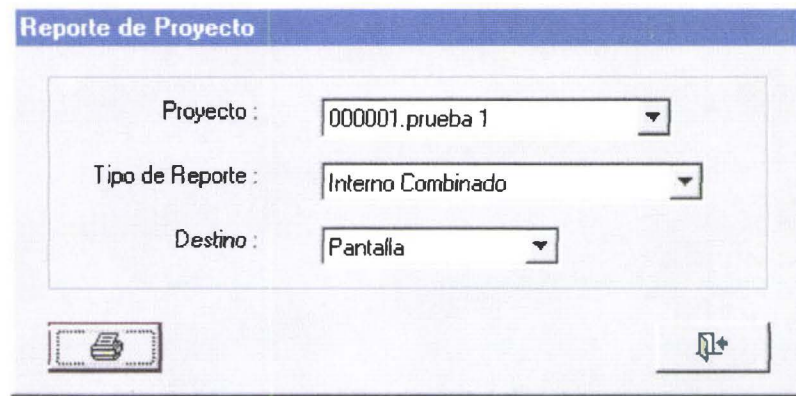 Reporte de Proyecto
Proyecto : 000001.prueba 1
Tipo de Reporte : Interno Combinado
Destino : Pantalla